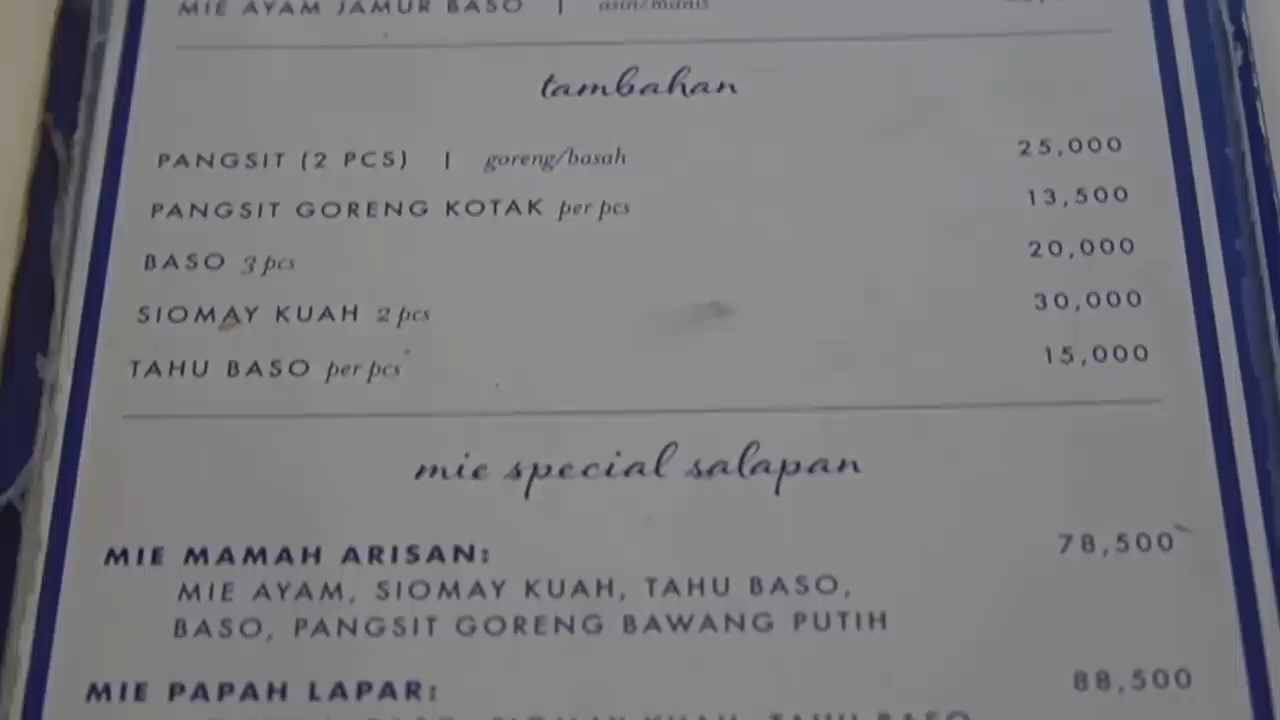 MIE AYAM JAMUR BASO | asin/manis
tambahan
PANGSIT (2 PCS) | goreng/basah 25,000
PANGSIT GORENG KOTAK per pcs 13,500
BASO 3 pcs 20,000
SIOMAY KUAH 2 pcs 30,000
TAHU BASO per pcs 15,000
mie special salapan
MIE MAMAH ARISAN: 78,500
MIE AYAM, SIOMAY KUAH, TAHU BASO,
BASO, PANGSIT GORENG BAWANG PUTIH
MIE PAPAH LAPAR: 88,500